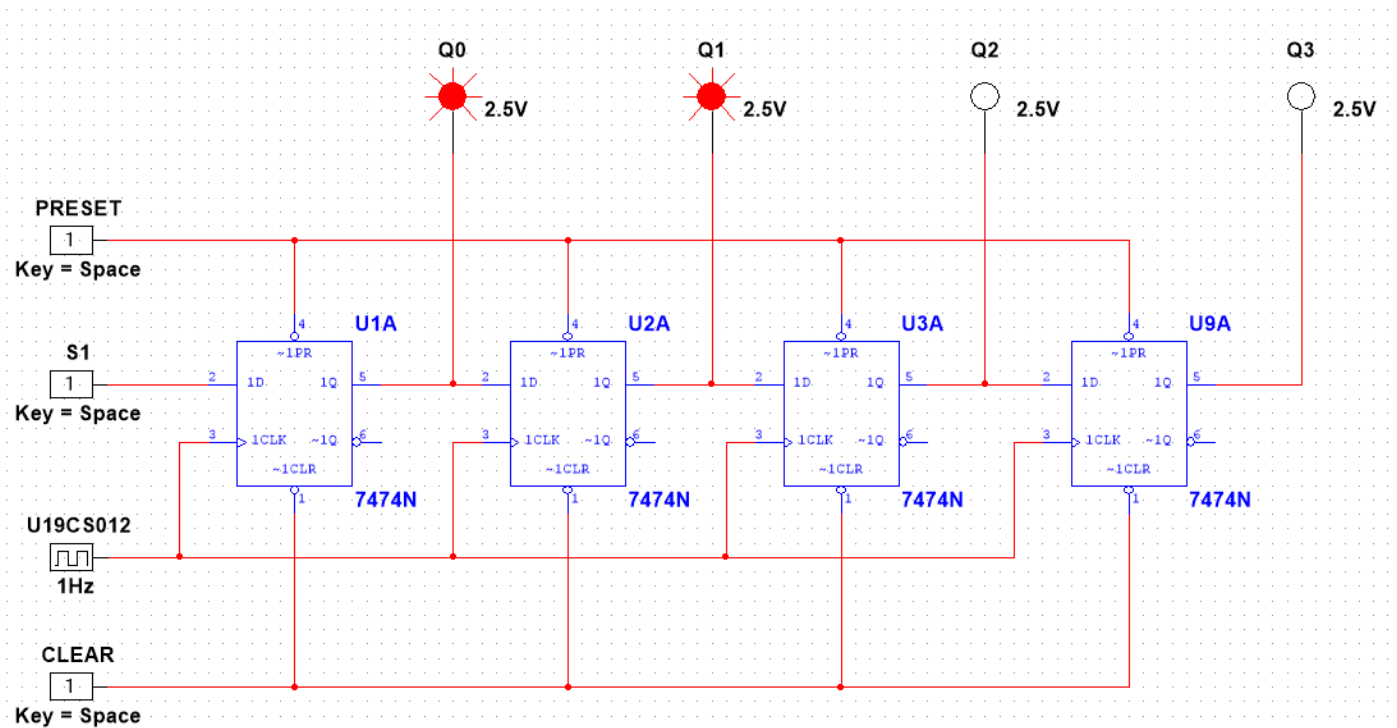 Q0
Q1
Q2
Q3
2.5V
2.5V
2.5V
2.5V
PRESET
1
Key = Space
S1
1
Key = Space
U19CS012
1Hz
CLEAR
1
Key = Space
4
U1A
~1PR
2
1D
1Q
5
3
1CLK
~1Q
6
~1CLR
1
7474N
4
U2A
~1PR
2
1D
1Q
5
3
1CLK
~1Q
6
~1CLR
1
7474N
4
U3A
~1PR
2
1D
1Q
5
3
1CLK
~1Q
6
~1CLR
1
7474N
4
U9A
~1PR
2
1D
1Q
5
3
1CLK
~1Q
6
~1CLR
1
7474N